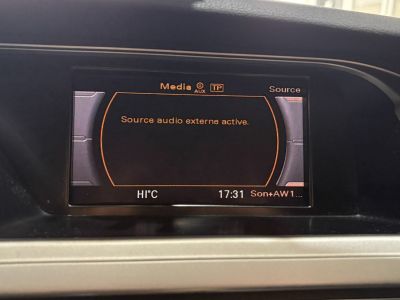 Media AUX TP Source
Source audio externe active.
HI°C 17:31 Son+AW1...